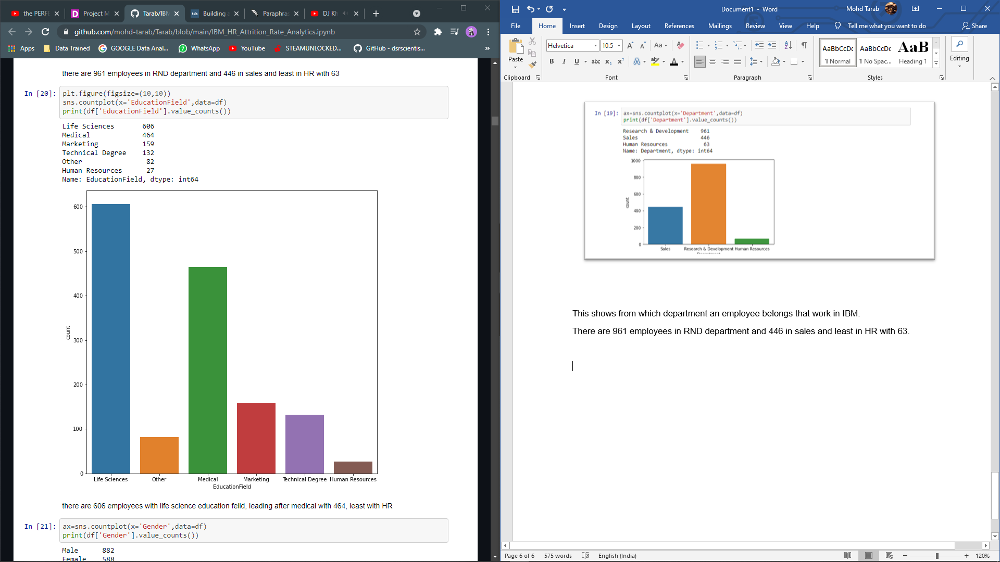 the PERF
Project M
Tarab/IBM
tds Building a
Paraphras
DJ Kh
github.com/mohd-tarab/Tarab/blob/main/IBM_HR_Attrition_Rate_Analytics.ipynb
Apps
Data Trained
GOOGLE Data Anal...
WhatsApp
YouTube
STEAMUNLOCKED...
GitHub - dsrscientis...
»
there are 961 employees in RND department and 446 in sales and least in HR with 63
In [20]:
plt.figure(figsize=(10,10))
sns.countplot(x='EducationField',data=df)
print(df['EducationField'].value_counts())
Life Sciences 606
Medical 464
Marketing 159
Technical Degree 132
Other 82
Human Resources 27
Name: EducationField, dtype: int64
600
500
400
300
200
100
0
count
Life Sciences Other Medical Marketing Technical Degree Human Resources
EducationField
there are 606 employees with life science education feild, leading after medical with 464, least with HR
In [21]:
ax=sns.countplot(x='Gender',data=df)
print(df['Gender'].value_counts())
Male 882
Female 588
Document1 - Word
Mohd Tarab
File Home Insert Design Layout References Mailings Review View Help Tell me what you want to do Share
Paste
Clipboard
Helvetica 10.5
Font
Paragraph
AaBbCcDc AaBbCcDc AaB
¶ Normal ¶ No Spac... Heading 1
Styles
Editing
In [19]:
ax=sns.countplot(x='Department',data=df)
print(df['Department'].value_counts())
Research & Development 961
Sales 446
Human Resources 63
Name: Department, dtype: int64
1000
800
600
400
200
0
count
Sales Research & Development Human Resources
This shows from which department an employee belongs that work in IBM.
There are 961 employees in RND department and 446 in sales and least in HR with 63.
Page 6 of 6 575 words English (India) 120%